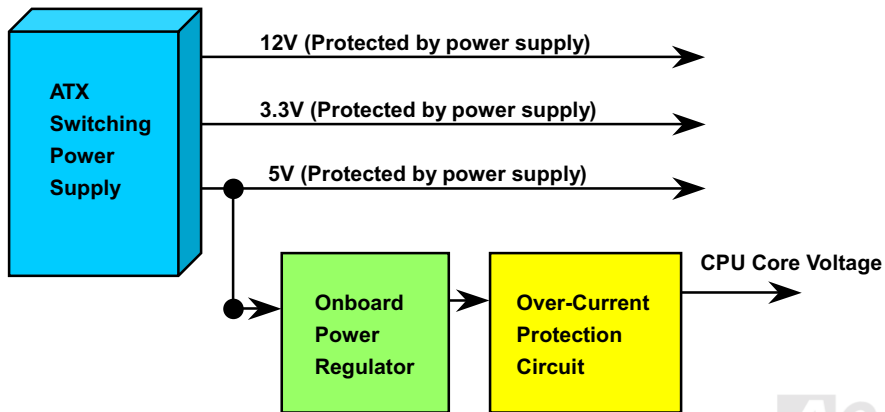 12V (Protected by power supply)
ATX
Switching
Power
Supply
3.3V (Protected by power supply)
5V (Protected by power supply)
CPU Core Voltage
Onboard
Power
Regulator
Over-Current
Protection
Circuit